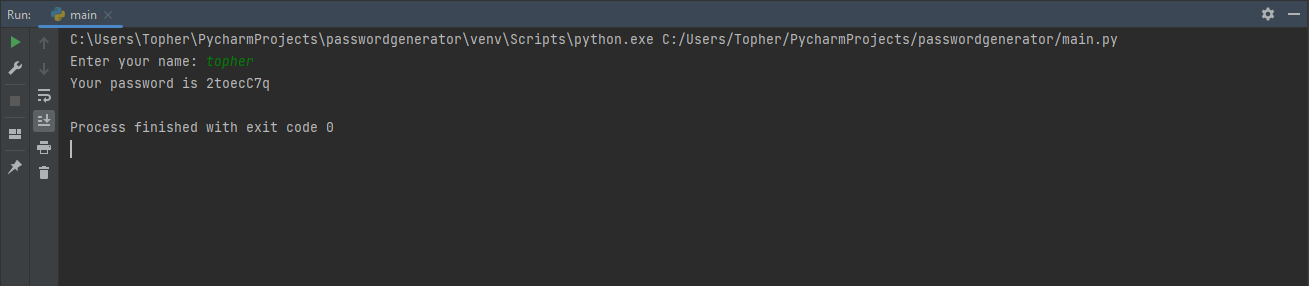 Run: main
C:\Users\Topher\PycharmProjects\passwordgenerator\venv\Scripts\python.exe C:/Users/Topher/PycharmProjects/passwordgenerator/main.py
Enter your name: topher
Your password is 2toecC7q
Process finished with exit code 0